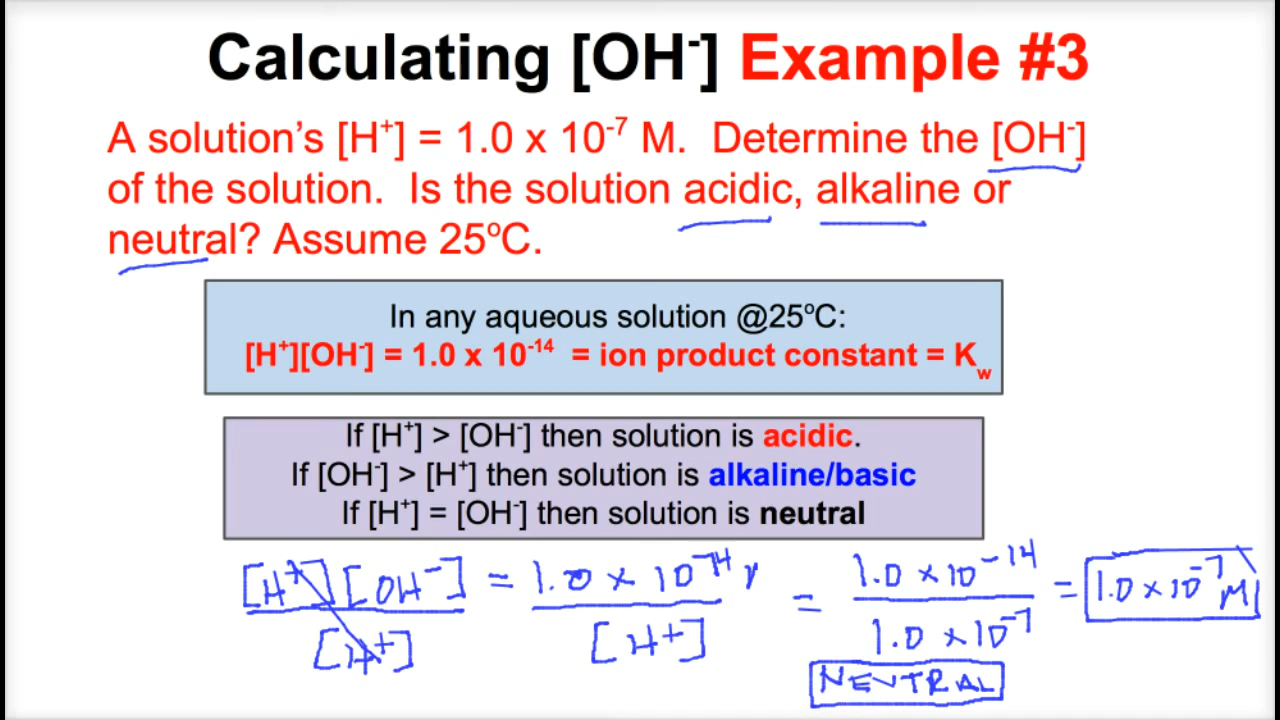 Calculating [OH⁻] Example #3
A solution's [H⁺] = 1.0 x 10⁻⁷ M. Determine the [OH⁻]
of the solution. Is the solution acidic, alkaline or
neutral? Assume 25ºC.
In any aqueous solution @25ºC:
[H⁺][OH⁻] = 1.0 x 10⁻¹⁴ = ion product constant = K_w
If [H⁺] > [OH⁻] then solution is acidic.
If [OH⁻] > [H⁺] then solution is alkaline/basic
If [H⁺] = [OH⁻] then solution is neutral
[H⁺][OH⁻] = 1.0 x 10⁻¹⁴ = 1.0 x 10⁻¹⁴ = 1.0 x 10⁻⁷ M
[H⁺] [H⁺] 1.0 x 10⁻⁷
NEUTRAL